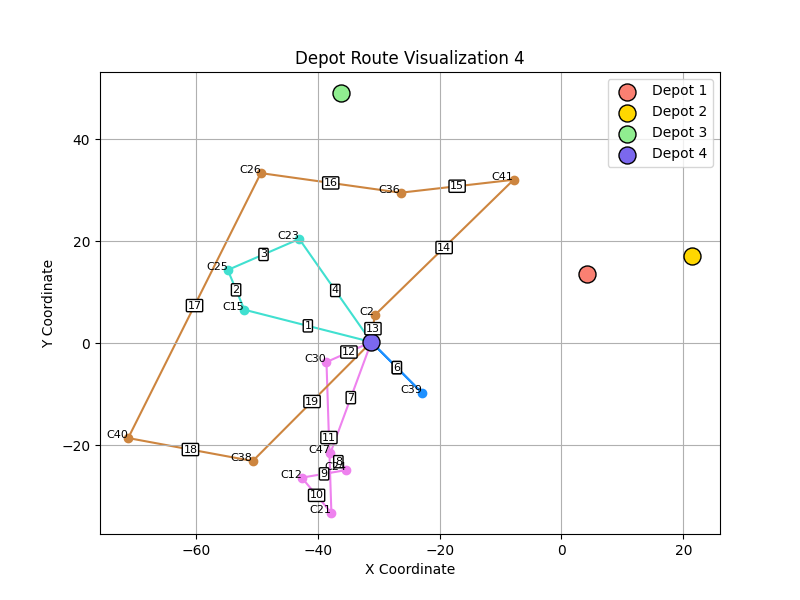 Depot Route Visualization 4
Depot 1
Depot 2
Depot 3
Depot 4
Y Coordinate
40
20
0
−20
C26
16
C36
15
C41
C23
3
14
C25
2
4
17
C15
C2
1
13
12
C30
6
C39
7
19
C40
11
18
C47
C38
8
C24
C12
9
10
C21
−60
−40
−20
0
20
X Coordinate